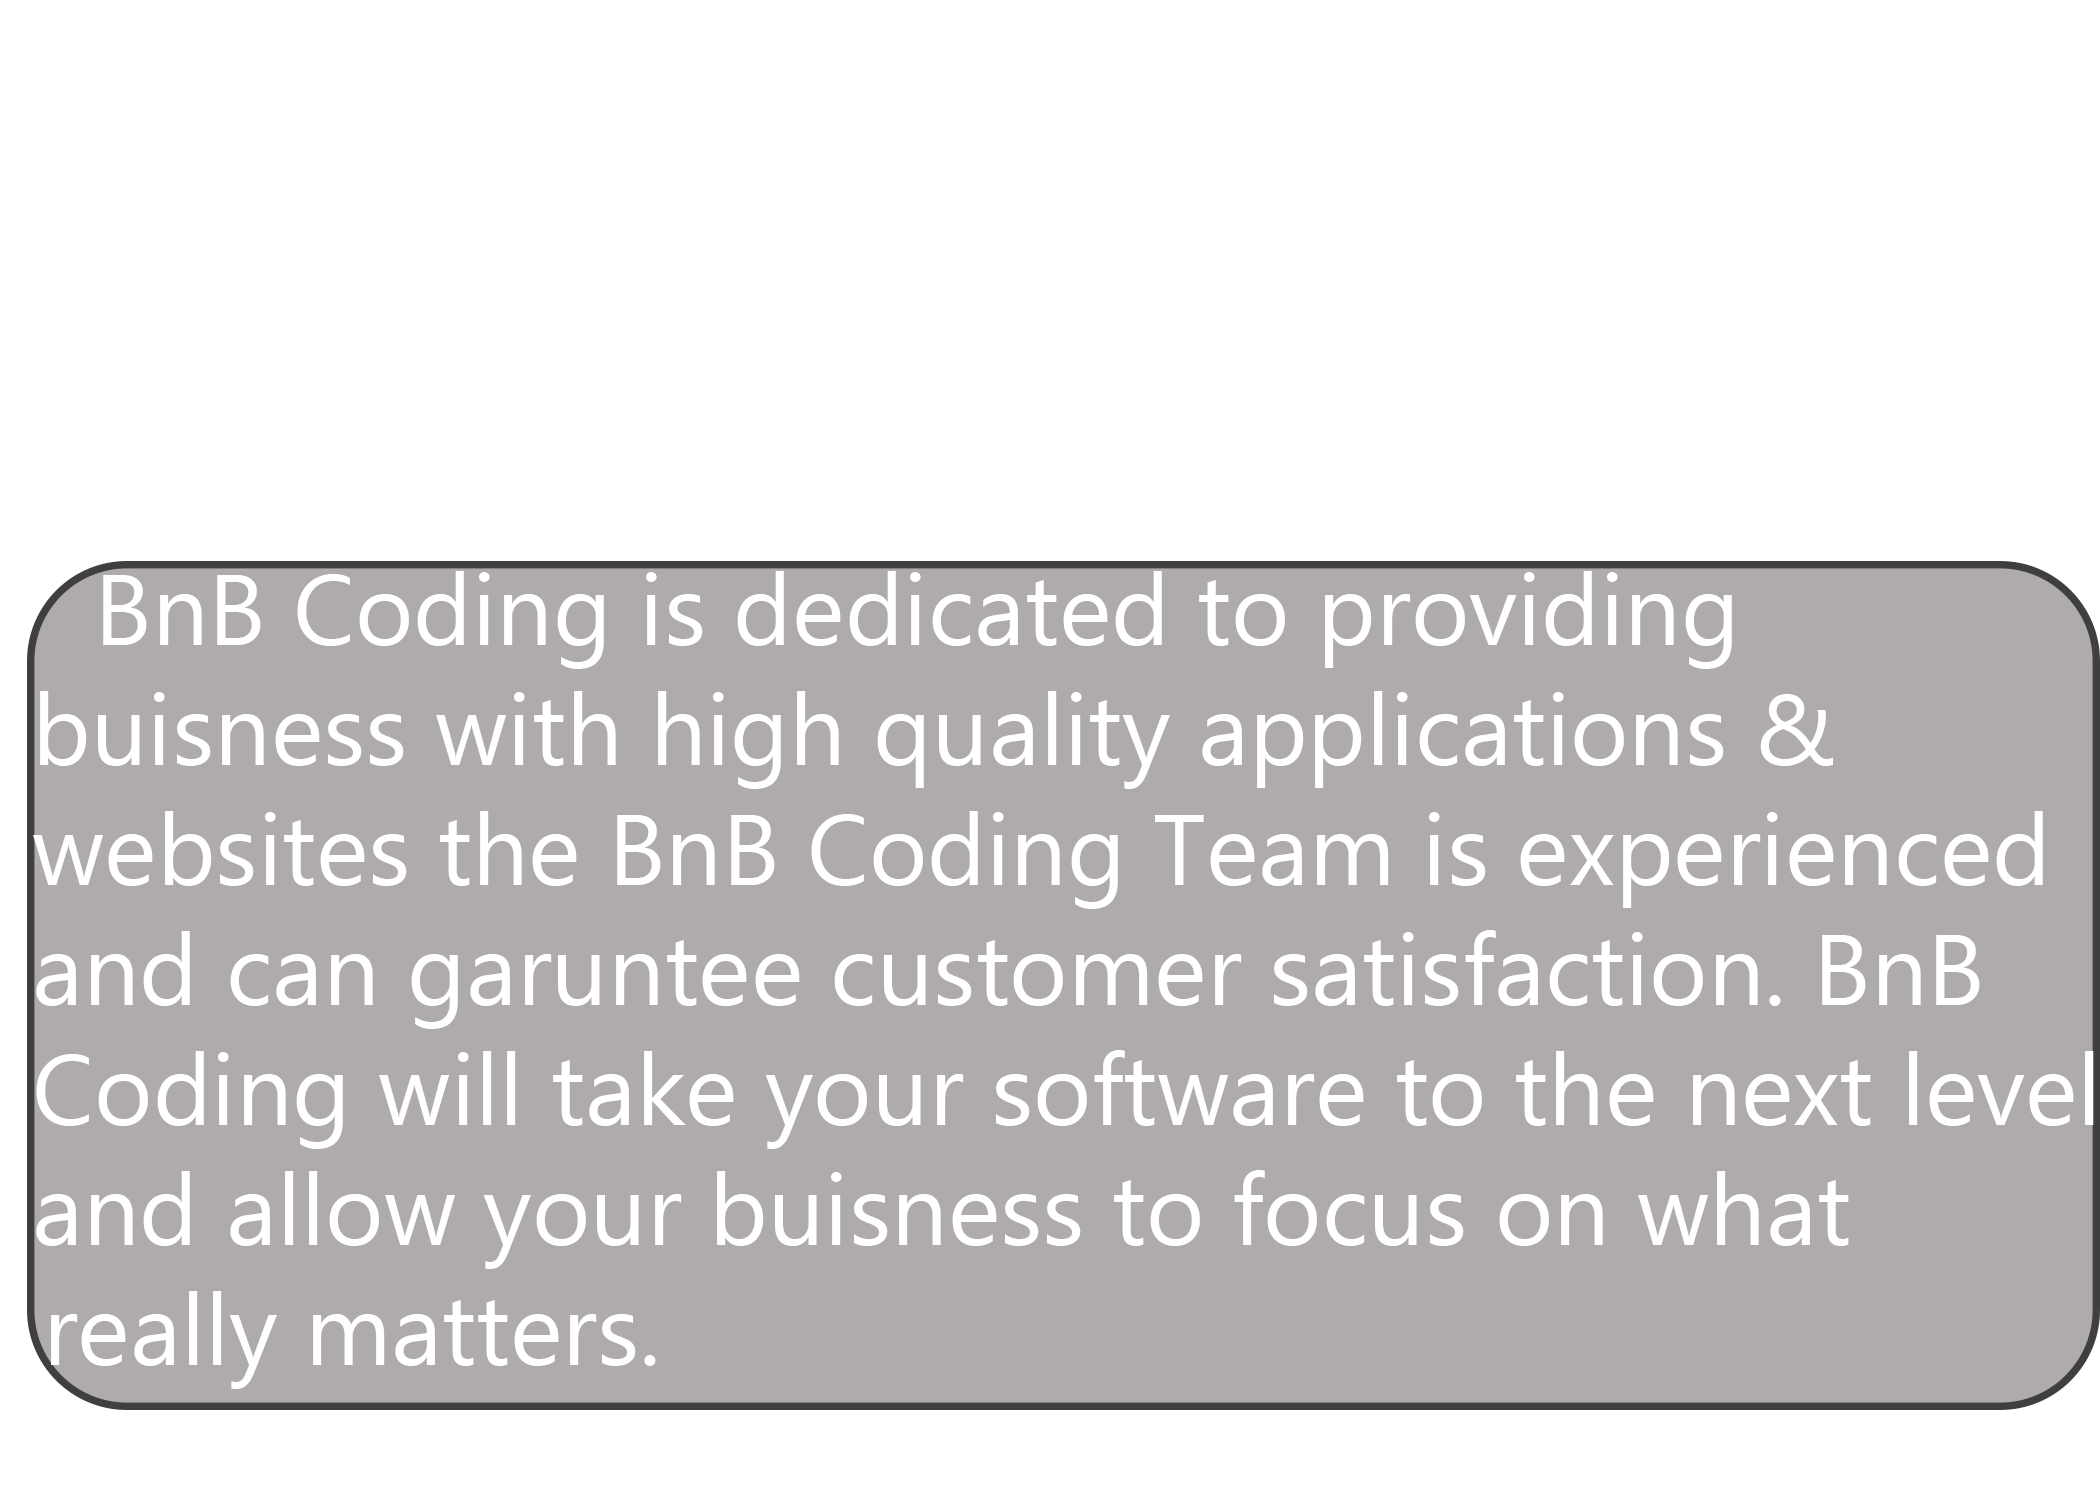 BnB Coding is dedicated to providing
buisness with high quality applications &
websites the BnB Coding Team is experienced
and can garuntee customer satisfaction. BnB
Coding will take your software to the next level
and allow your buisness to focus on what
really matters.